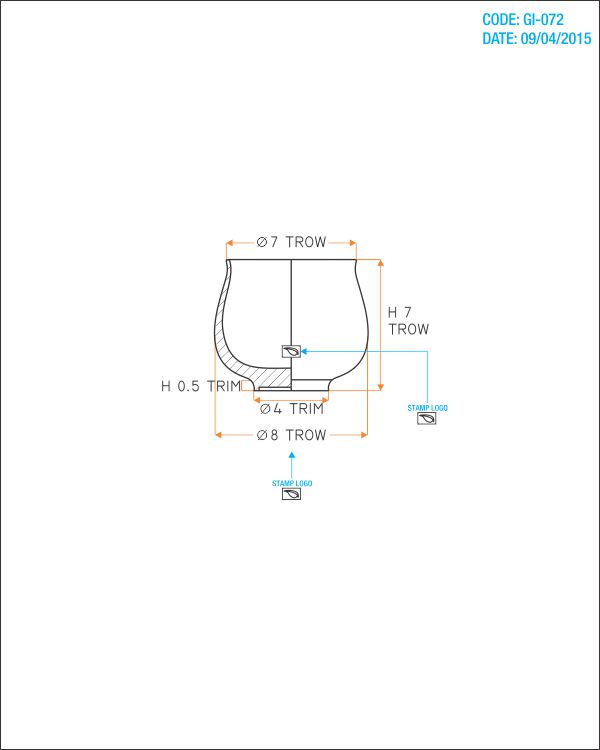 CODE: GI-072
DATE: 09/04/2015
Ø7 TROW
H 7
TROW
H 0.5 TRIM
Ø4 TRIM
STAMP LOGO
Ø8 TROW
STAMP LOGO